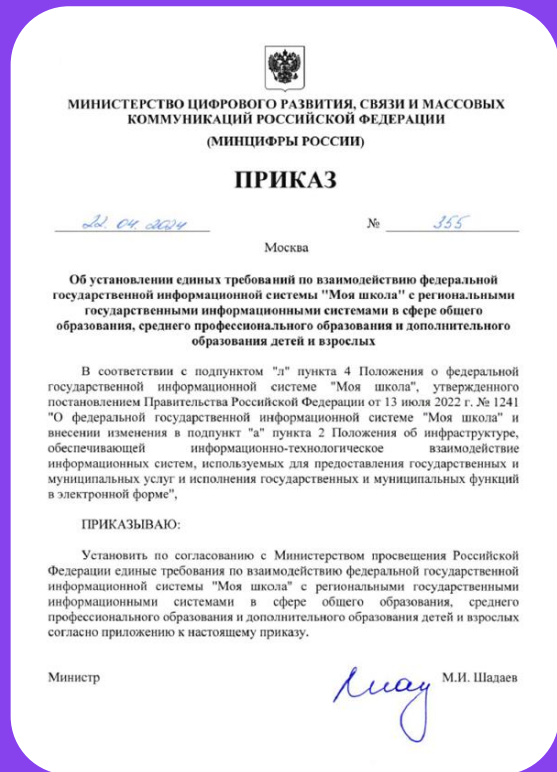 МИНИСТЕРСТВО ЦИФРОВОГО РАЗВИТИЯ, СВЯЗИ И МАССОВЫХ
КОММУНИКАЦИЙ РОССИЙСКОЙ ФЕДЕРАЦИИ
(МИНЦИФРЫ РОССИИ)
ПРИКАЗ
22. 04. 2024 № 355
Москва
Об установлении единых требований по взаимодействию федеральной
государственной информационной системы "Моя школа" с региональными
государственными информационными системами в сфере общего
образования, среднего профессионального образования и дополнительного
образования детей и взрослых
В соответствии с подпунктом "л" пункта 4 Положения о федеральной
государственной информационной системе "Моя школа", утвержденного
постановлением Правительства Российской Федерации от 13 июля 2022 г. № 1241
"О федеральной государственной информационной системе "Моя школа" и
внесении изменения в подпункт "а" пункта 2 Положения об инфраструктуре,
обеспечивающей информационно-технологическое взаимодействие
информационных систем, используемых для предоставления государственных и
муниципальных услуг и исполнения государственных и муниципальных функций
в электронной форме",
ПРИКАЗЫВАЮ:
Установить по согласованию с Министерством просвещения Российской
Федерации единые требования по взаимодействию федеральной государственной
информационной системы "Моя школа" с региональными государственными
информационными системами в сфере общего образования, среднего
профессионального образования и дополнительного образования детей и взрослых
согласно приложению к настоящему приказу.
Министр М.И. Шадаев